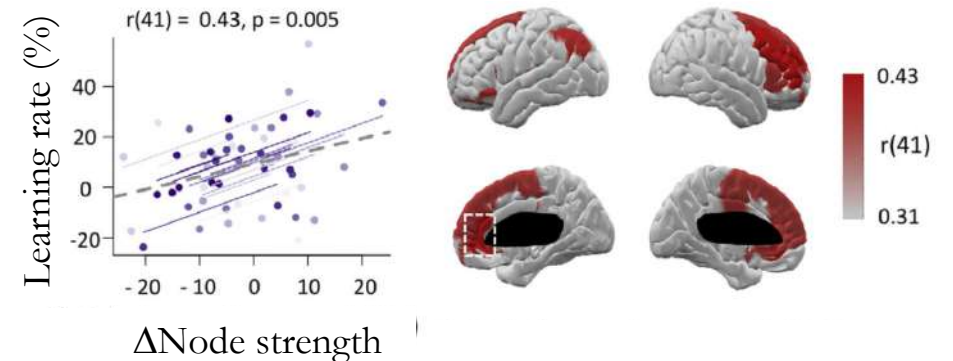 r(41) = 0.43, p = 0.005
Learning rate (%)
40
20
0
-20
- 20 - 10 0 10 20
ΔNode strength
0.43
r(41)
0.31